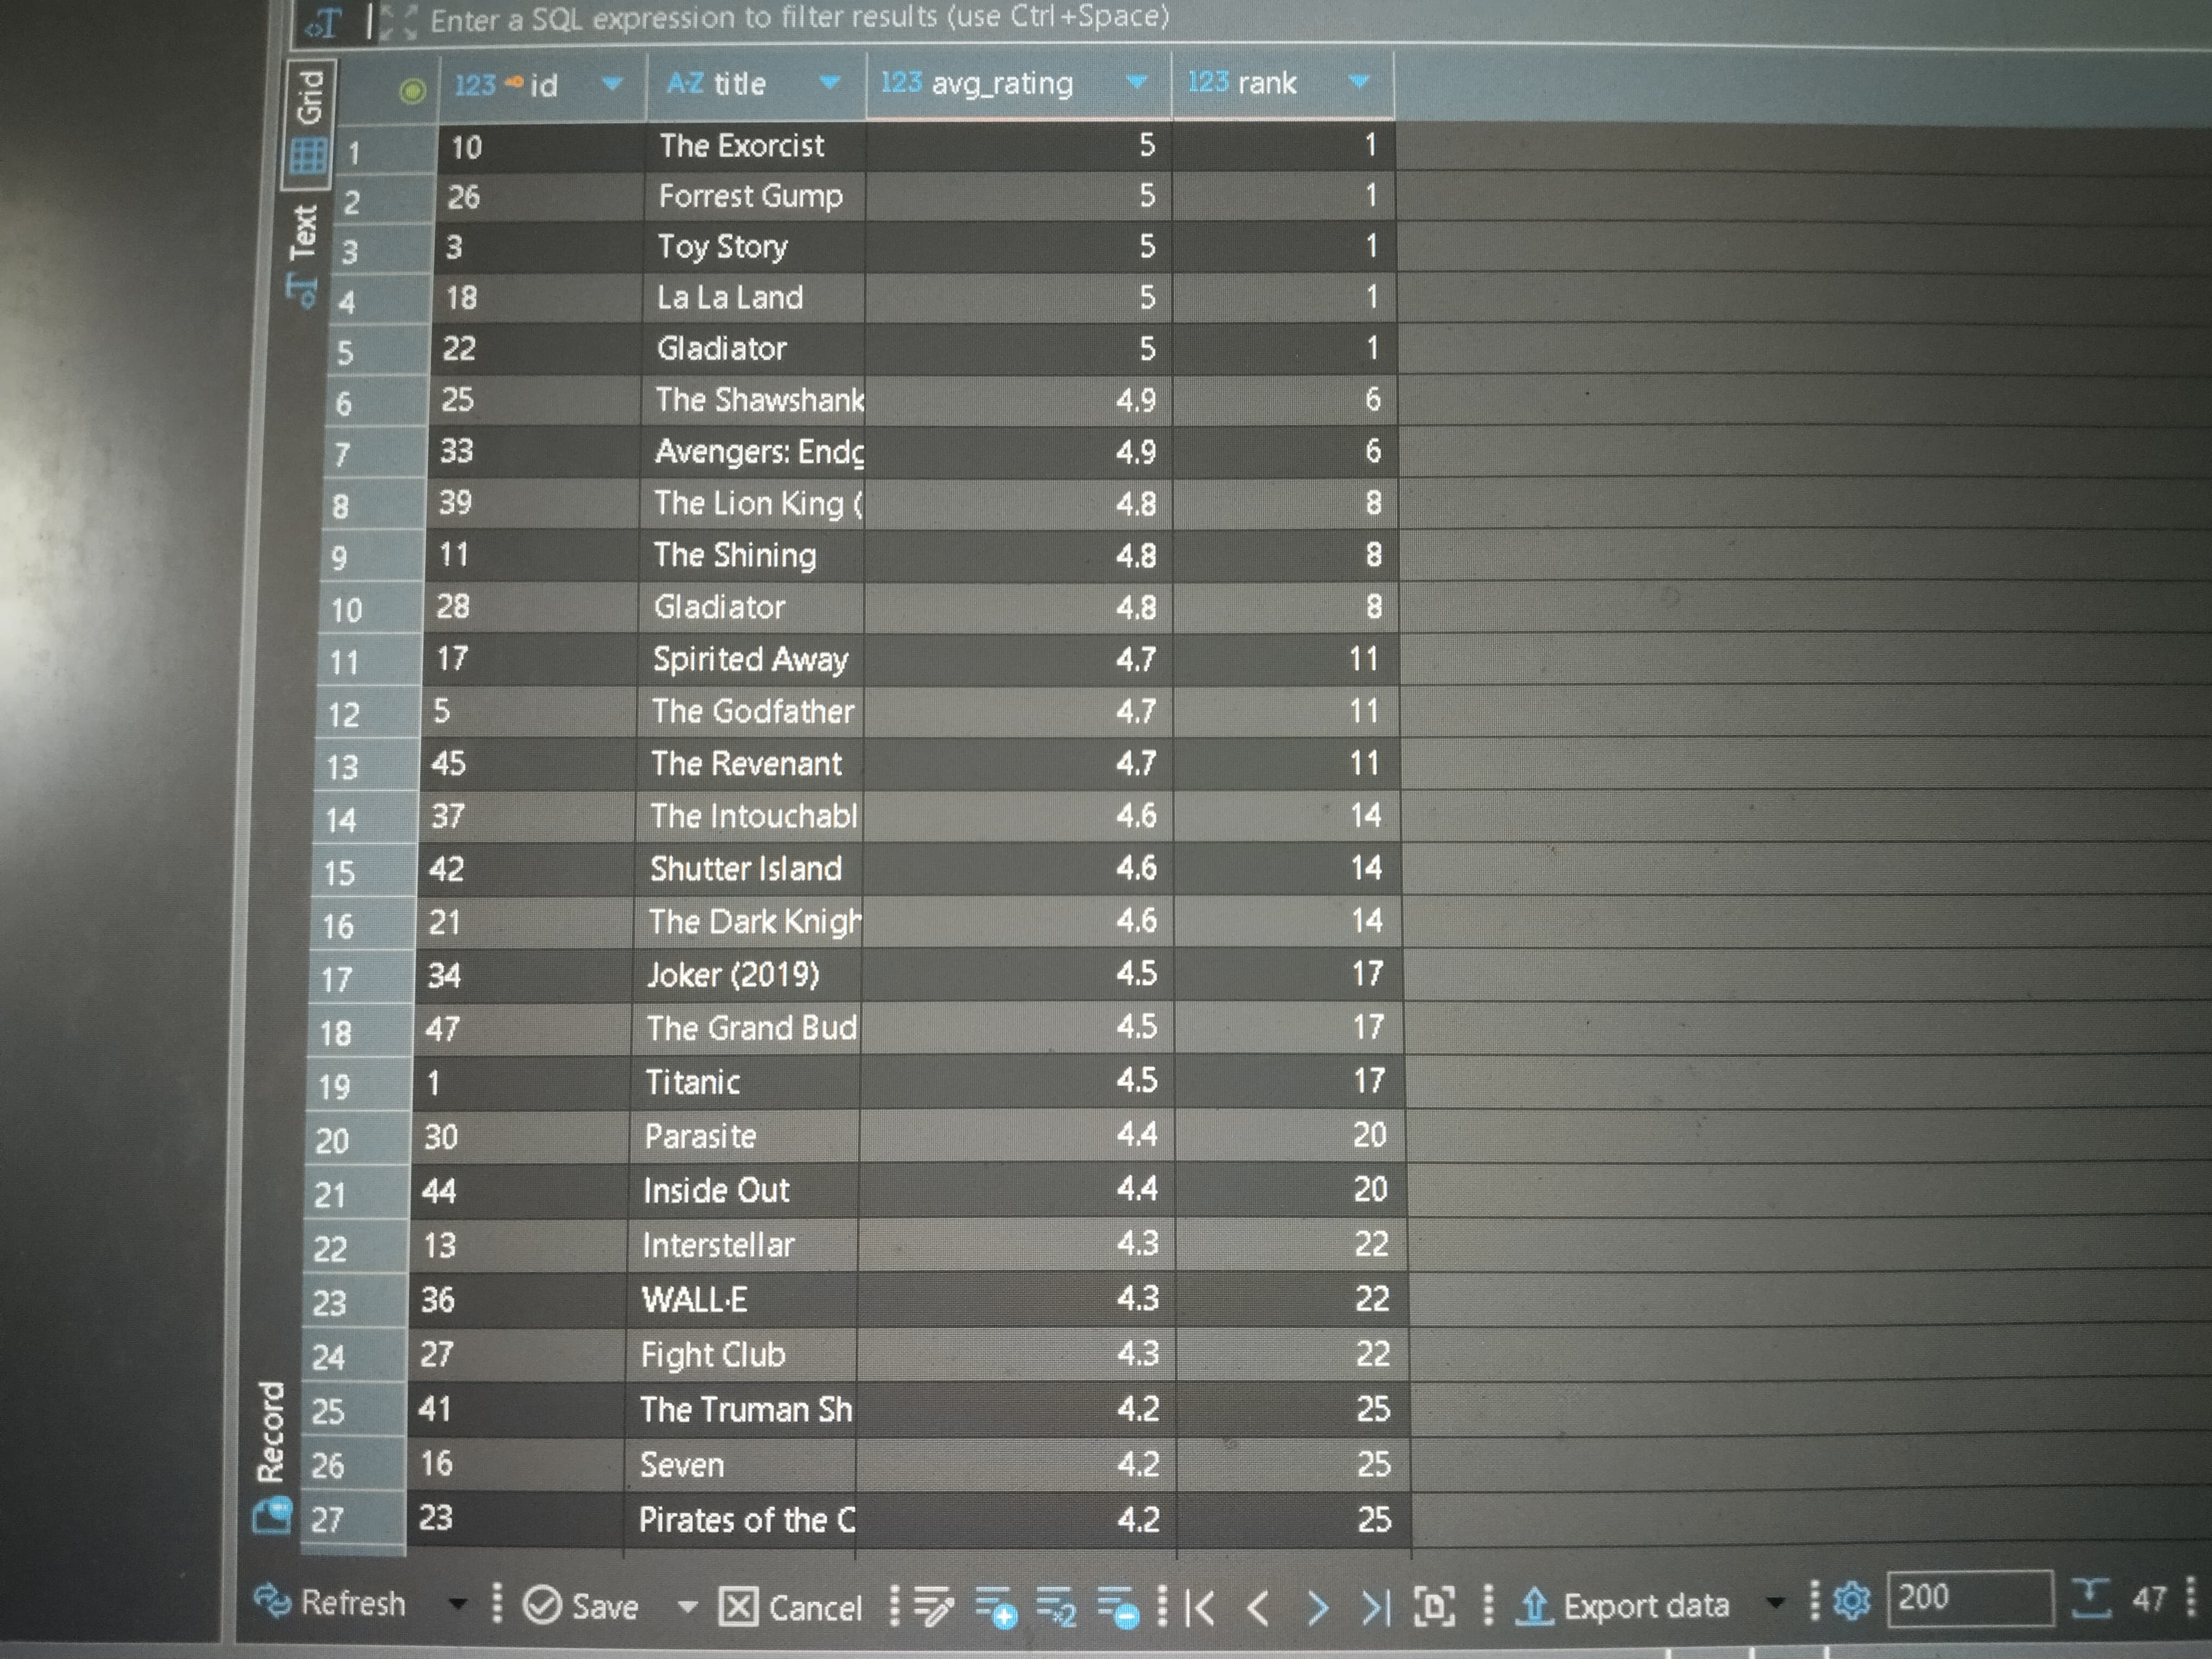 Enter a SQL expression to filter results (use Ctrl+Space)
Grid
Text
Record
123 id A-Z title 123 avg_rating 123 rank
1 10 The Exorcist 5 1
2 26 Forrest Gump 5 1
3 3 Toy Story 5 1
4 18 La La Land 5 1
5 22 Gladiator 5 1
6 25 The Shawshank 4.9 6
7 33 Avengers: Endg 4.9 6
8 39 The Lion King ( 4.8 8
9 11 The Shining 4.8 8
10 28 Gladiator 4.8 8
11 17 Spirited Away 4.7 11
12 5 The Godfather 4.7 11
13 45 The Revenant 4.7 11
14 37 The Intouchabl 4.6 14
15 42 Shutter Island 4.6 14
16 21 The Dark Knigh 4.6 14
17 34 Joker (2019) 4.5 17
18 47 The Grand Bud 4.5 17
19 1 Titanic 4.5 17
20 30 Parasite 4.4 20
21 44 Inside Out 4.4 20
22 13 Interstellar 4.3 22
23 36 WALL·E 4.3 22
24 27 Fight Club 4.3 22
25 41 The Truman Sh 4.2 25
26 16 Seven 4.2 25
27 23 Pirates of the C 4.2 25
Refresh Save Cancel Export data 200 47